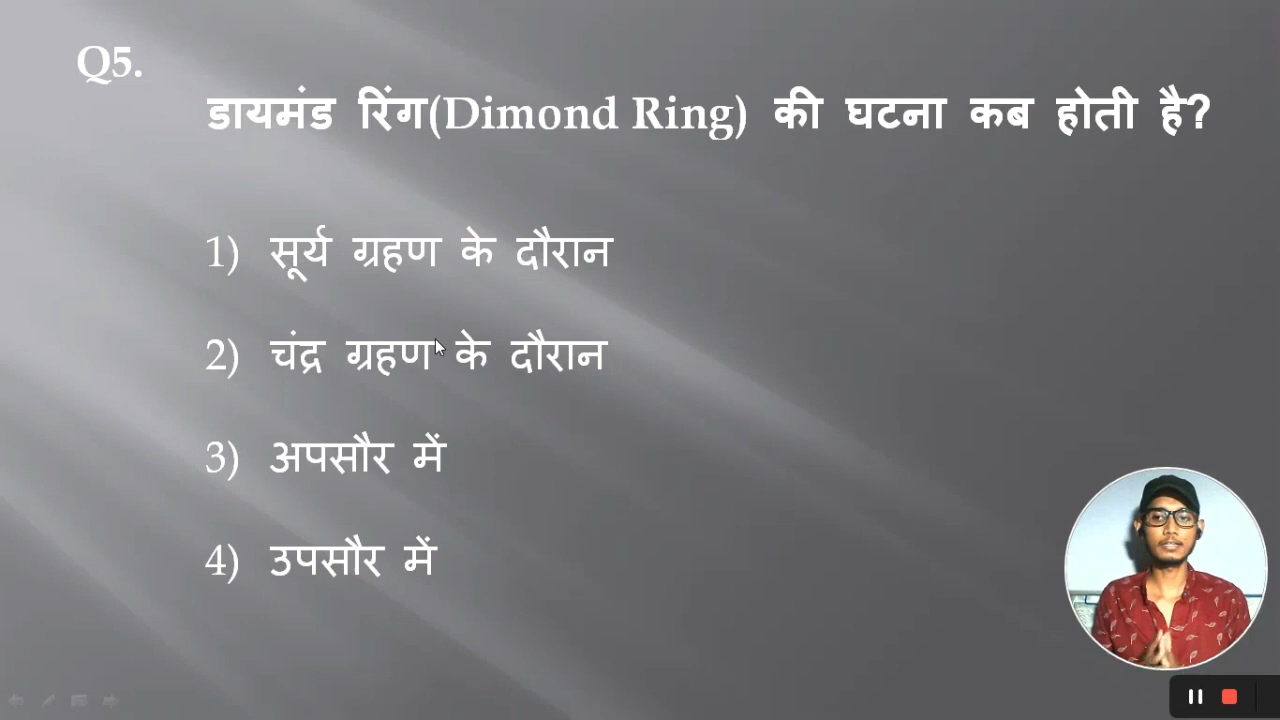 Q5.
डायमंड रिंग(Dimond Ring) की घटना कब होती है?
1) सूर्य ग्रहण के दौरान
2) चंद्र ग्रहण के दौरान
3) अपसौर में
4) उपसौर में